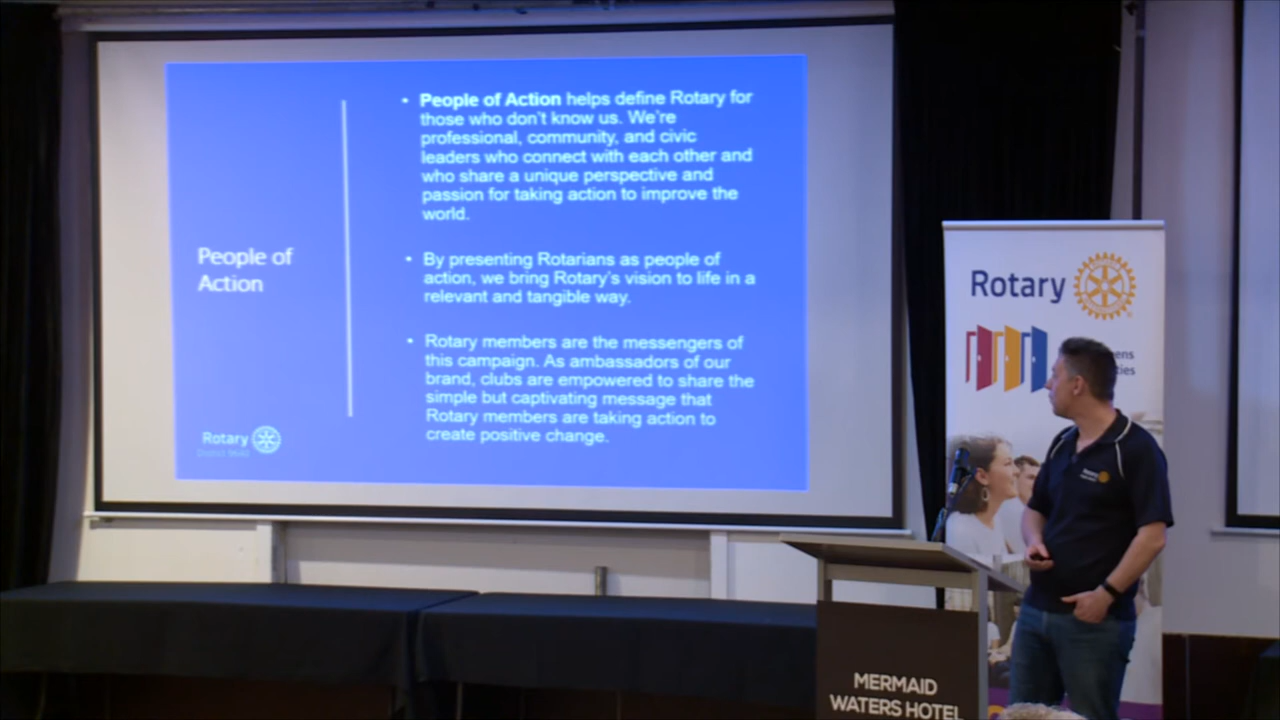 People of
Action
• People of Action helps define Rotary for
those who don't know us. We're
professional, community, and civic
leaders who connect with each other and
who share a unique perspective and
passion for taking action to improve the
world.
• By presenting Rotarians as people of
action, we bring Rotary's vision to life in a
relevant and tangible way.
• Rotary members are the messengers of
this campaign. As ambassadors of our
brand, clubs are empowered to share the
simple but captivating message that
Rotary members are taking action to
create positive change.
Rotary
Rotary
Rotary
MERMAID
WATERS HOTEL